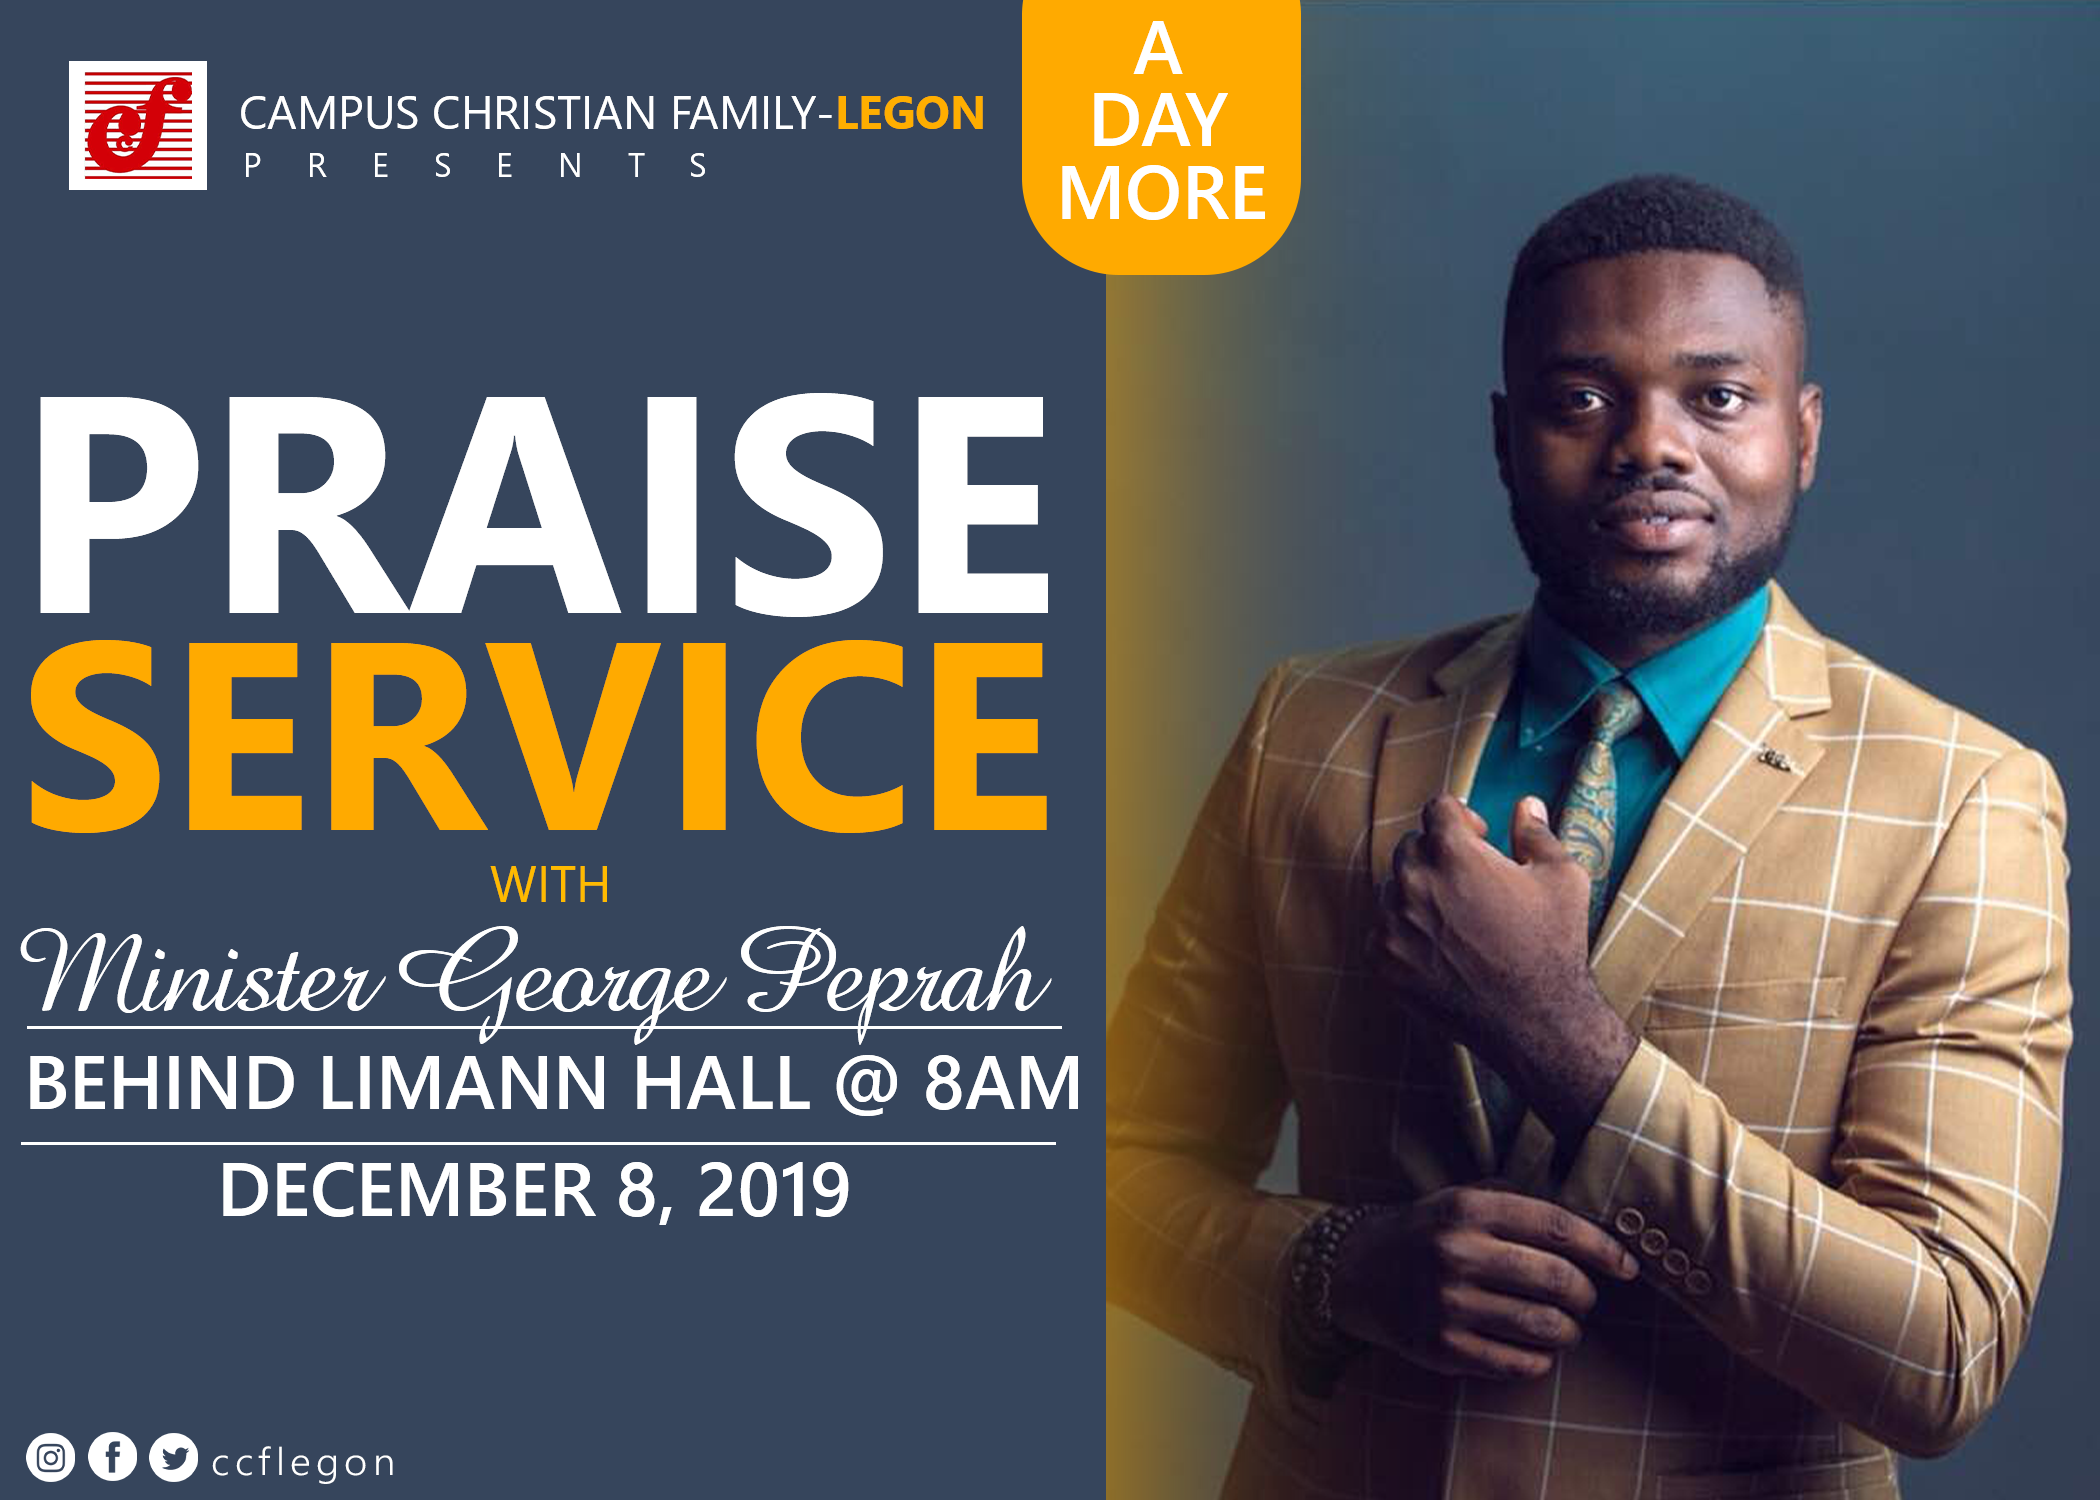 CAMPUS CHRISTIAN FAMILY-LEGON
PRESENTS
A
DAY
MORE
PRAISE
SERVICE
WITH
Minister George Peprah
BEHIND LIMANN HALL @ 8AM
DECEMBER 8, 2019
ccflegon